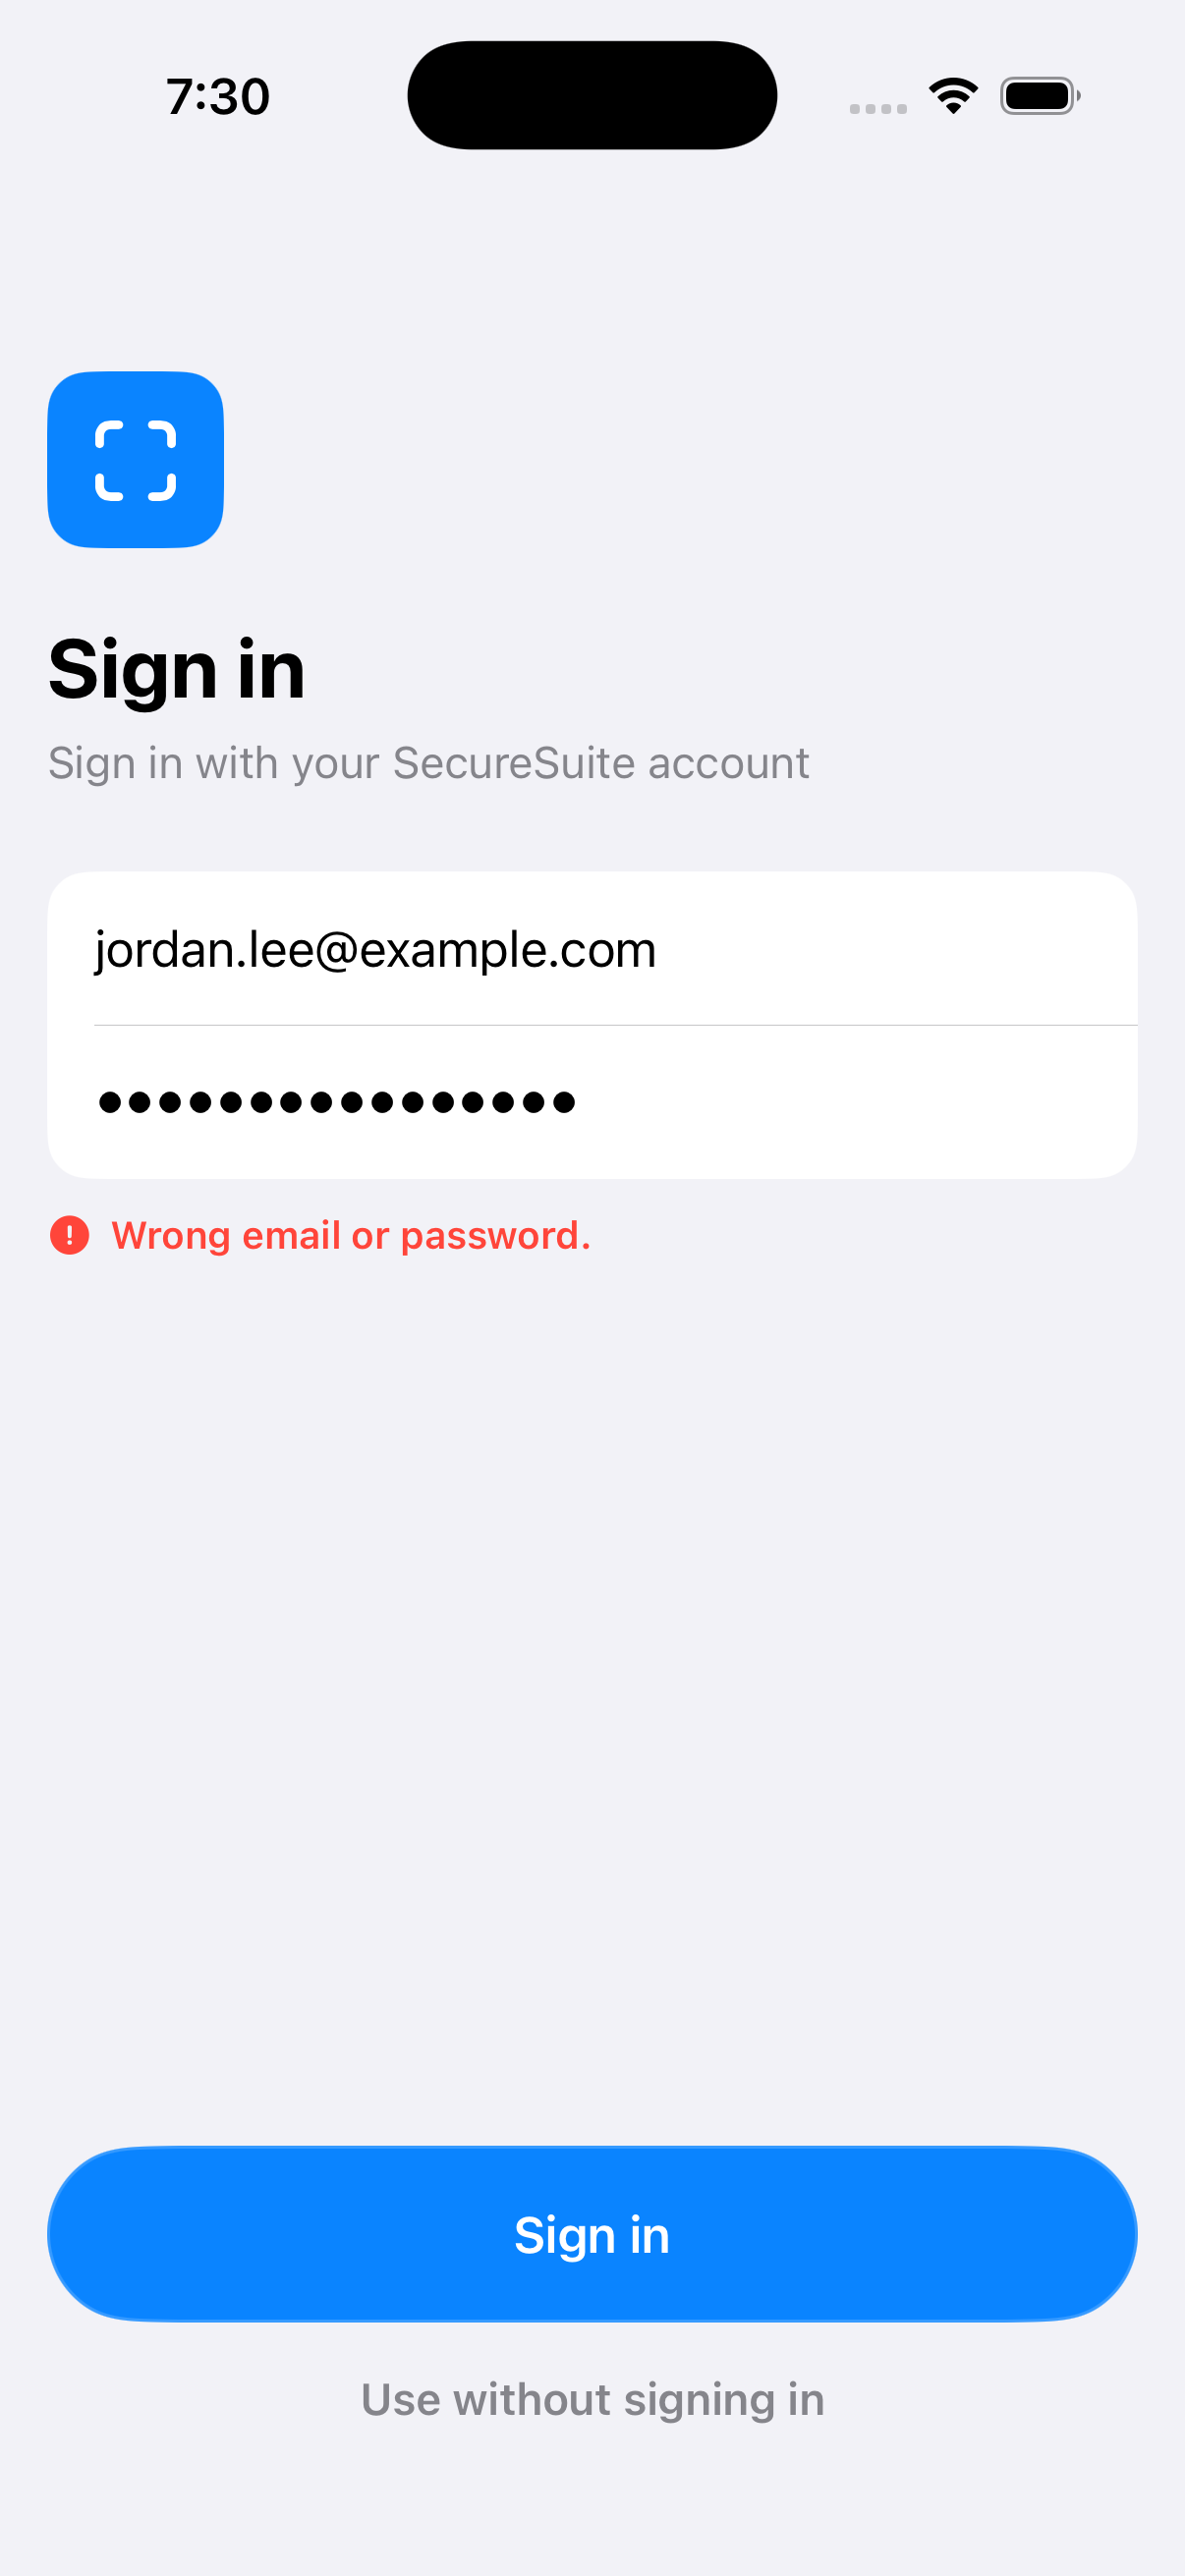 7:30
Sign in
Sign in with your SecureSuite account
jordan.lee@example.com
••••••••••••••••
Wrong email or password.
Sign in
Use without signing in